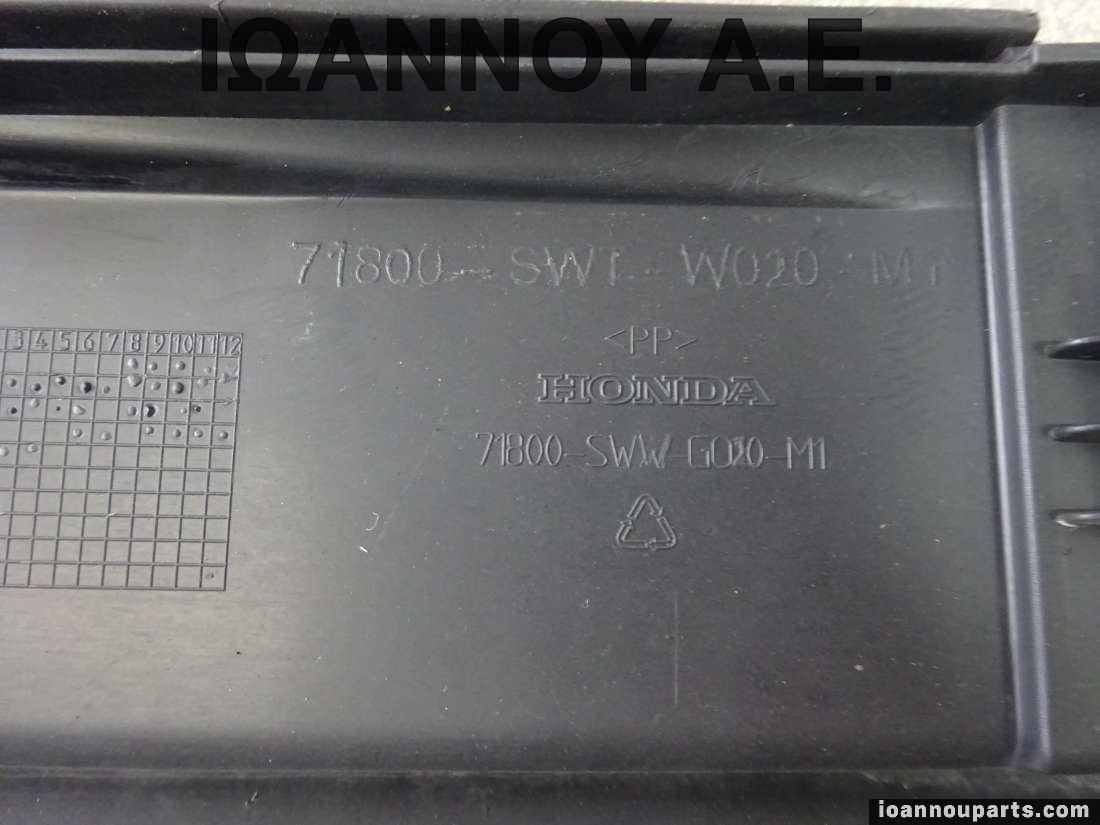 ΙΩΑΝΝΟΥ Α.Ε.
71800-SWT-W020-M1
<PP>
HONDA
71800-SWW-G020-M1
3 4 5 6 7 8 9 10 11 12
ioannouparts.com